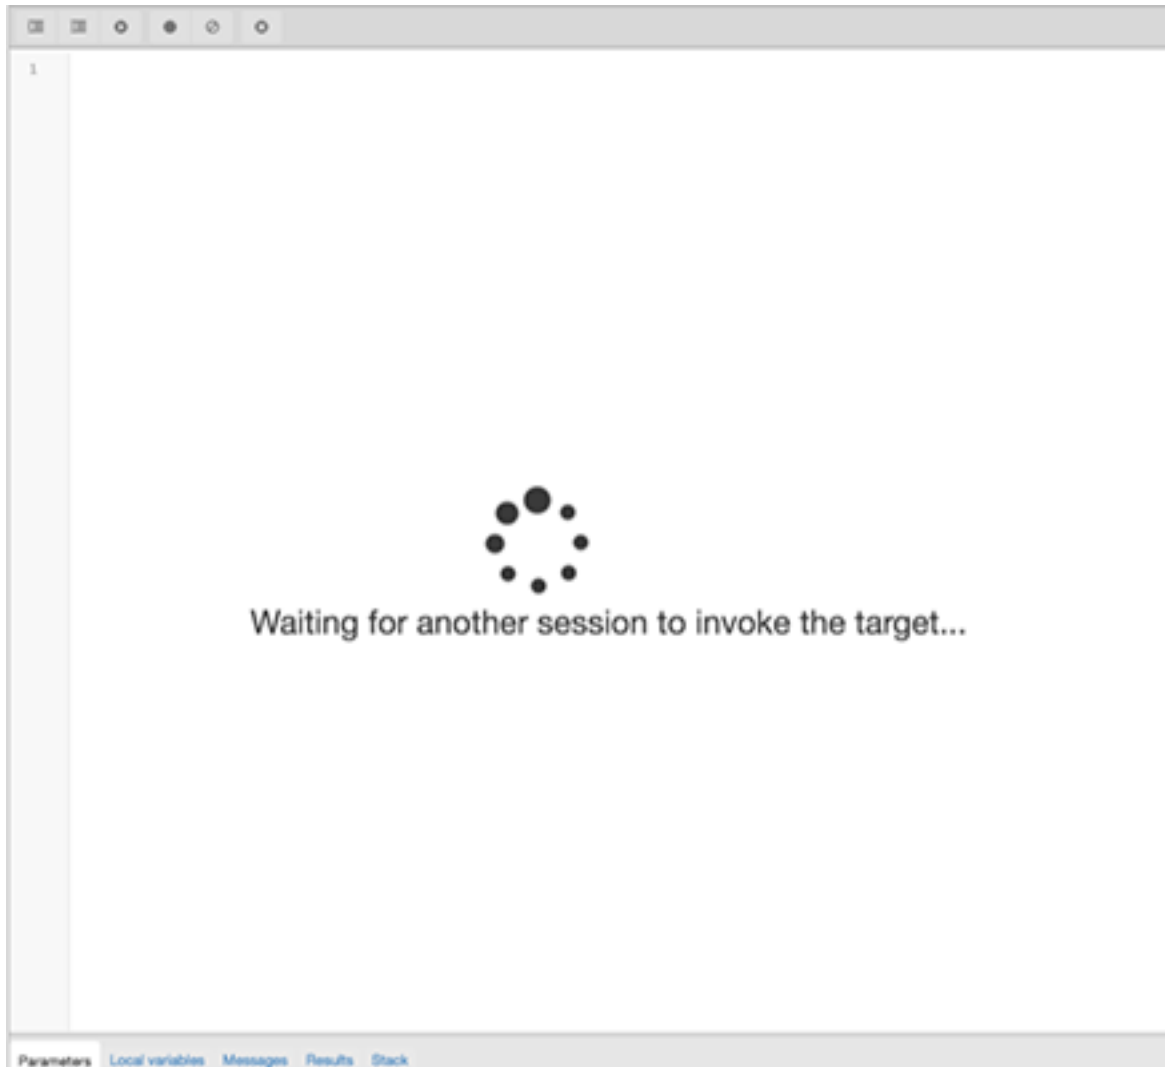 1
Waiting for another session to invoke the target...
Parameters Local variables Messages Results Stack